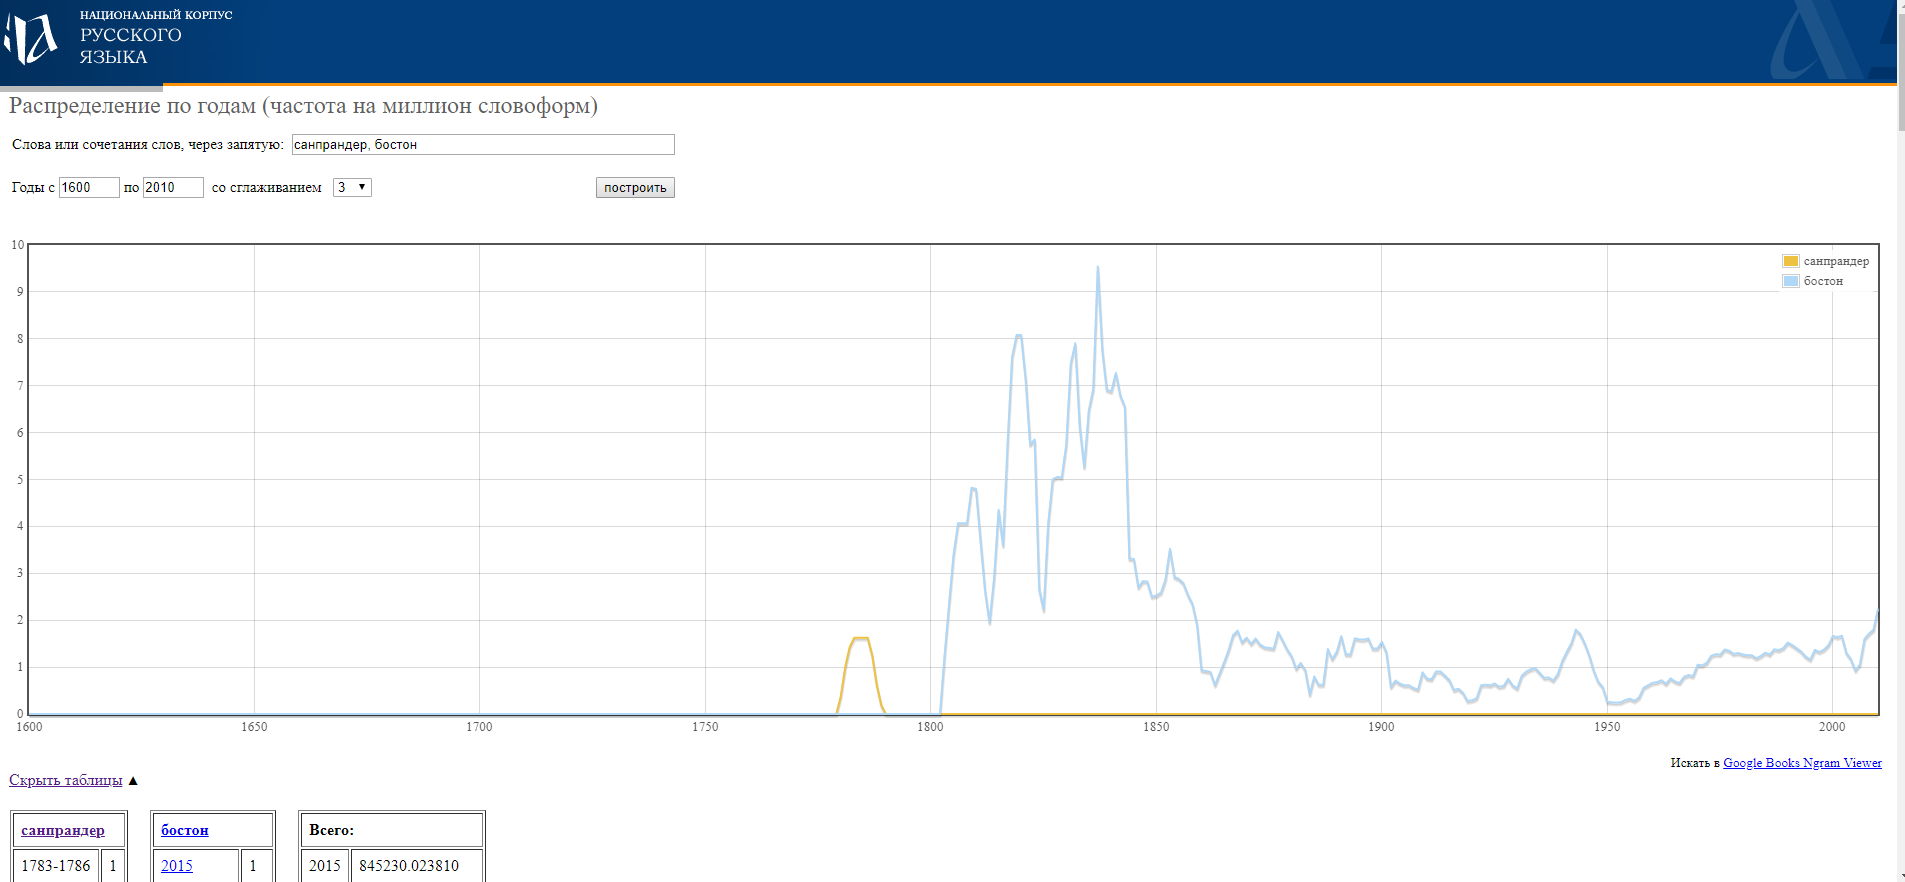 НАЦИОНАЛЬНЫЙ КОРПУС
РУССКОГО
ЯЗЫКА
Распределение по годам (частота на миллион словоформ)
Слова или сочетания слов, через запятую: санпрандер, бостон
Годы с 1600 по 2010 со сглаживанием 3 ▼ построить
10
9
8
7
6
5
4
3
2
1
0
санпрандер
бостон
1600 1650 1700 1750 1800 1850 1900 1950 2000
Искать в Google Books Ngram Viewer
Скрыть таблицы ▲
санпрандер бостон Всего:
1783-1786 1 2015 1 2015 845230.023810